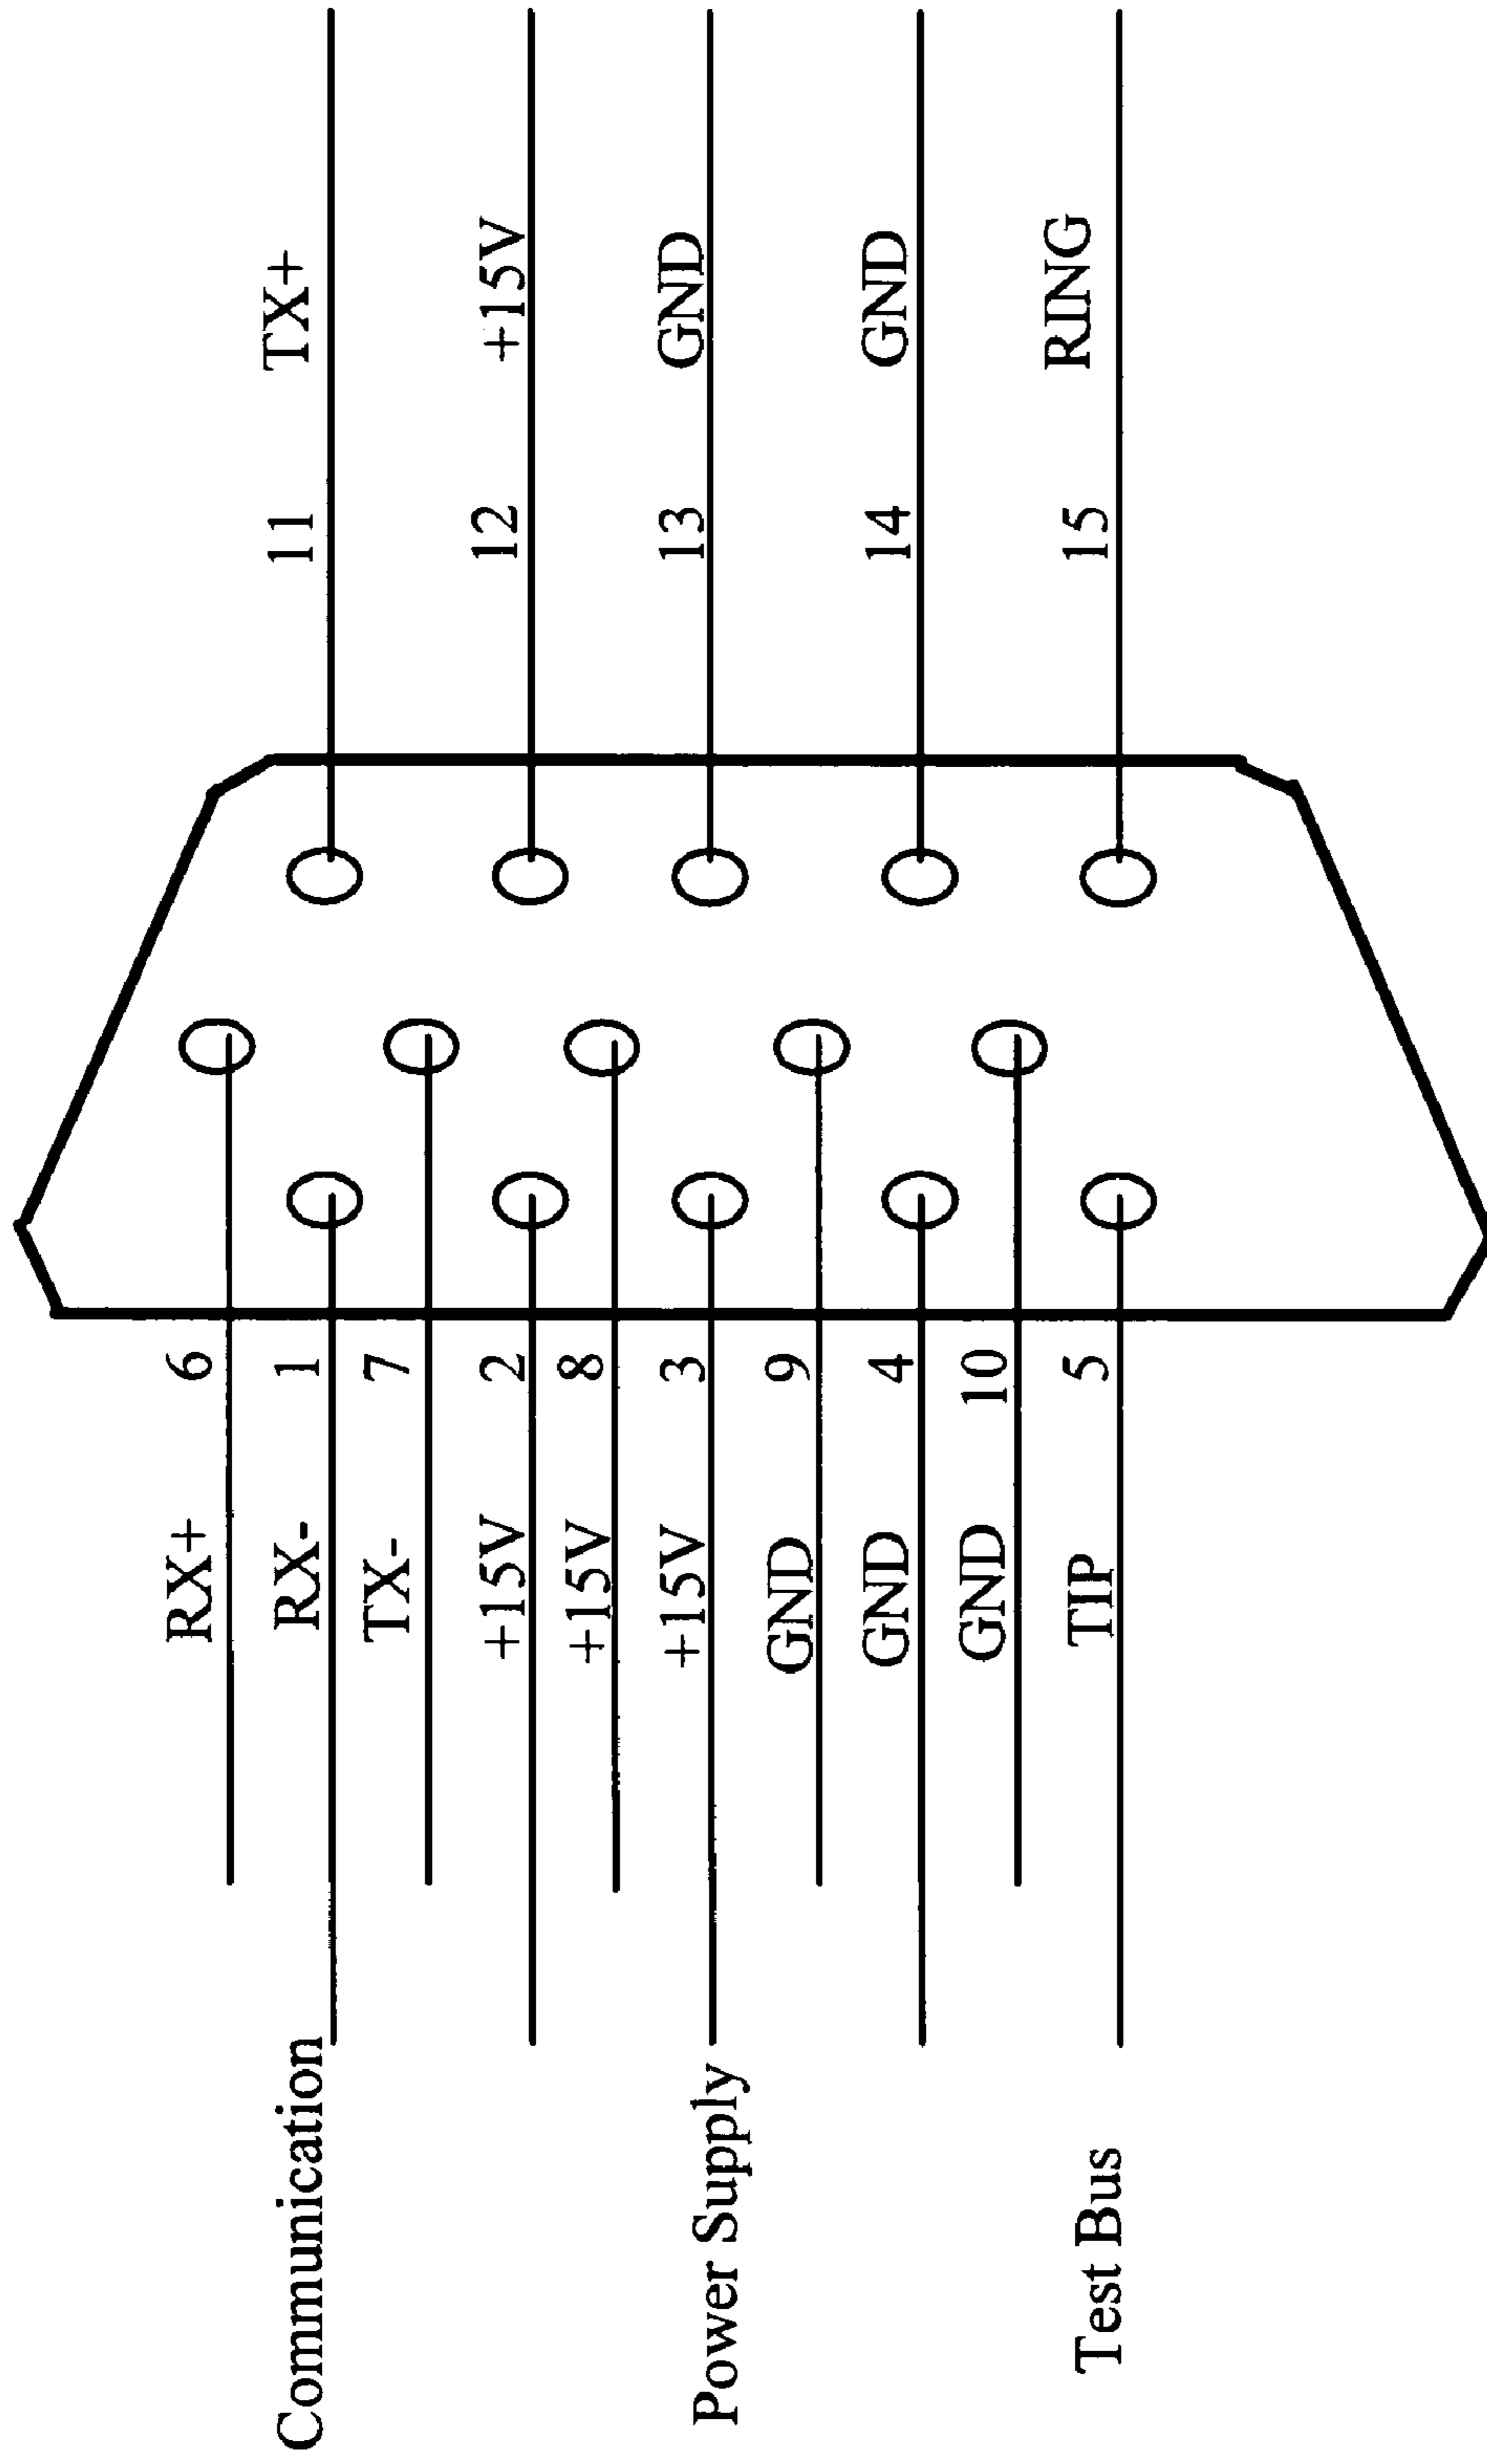 RX+ 6
Communication RX- 1 11 TX+
TX- 7
+15V 2 12 +15V
+15V 8
Power Supply +15V 3 13 GND
GND 9
GND 4 14 GND
GND 10
Test Bus TIP 5 15 RING